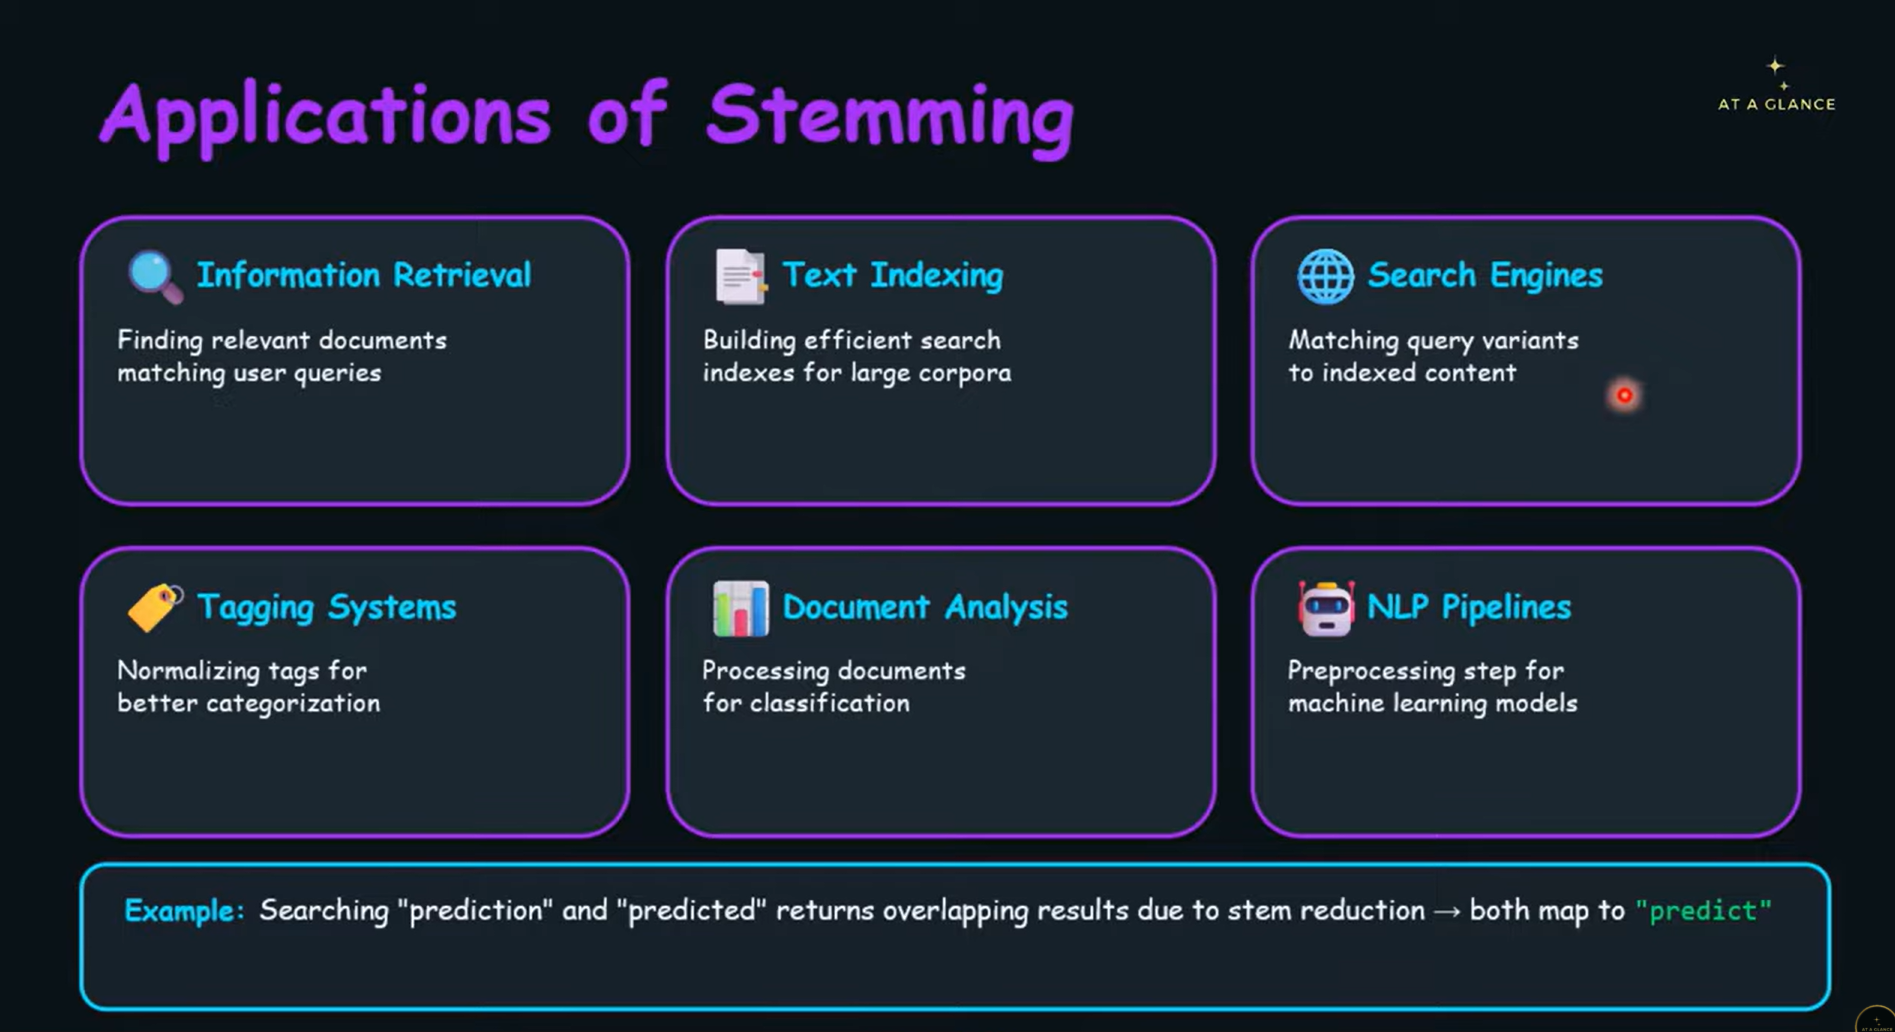 Applications of Stemming
AT A GLANCE
Information Retrieval
Finding relevant documents
matching user queries
Text Indexing
Building efficient search
indexes for large corpora
Search Engines
Matching query variants
to indexed content
Tagging Systems
Normalizing tags for
better categorization
Document Analysis
Processing documents
for classification
NLP Pipelines
Preprocessing step for
machine learning models
Example: Searching "prediction" and "predicted" returns overlapping results due to stem reduction → both map to "predict"
AT A GLANCE